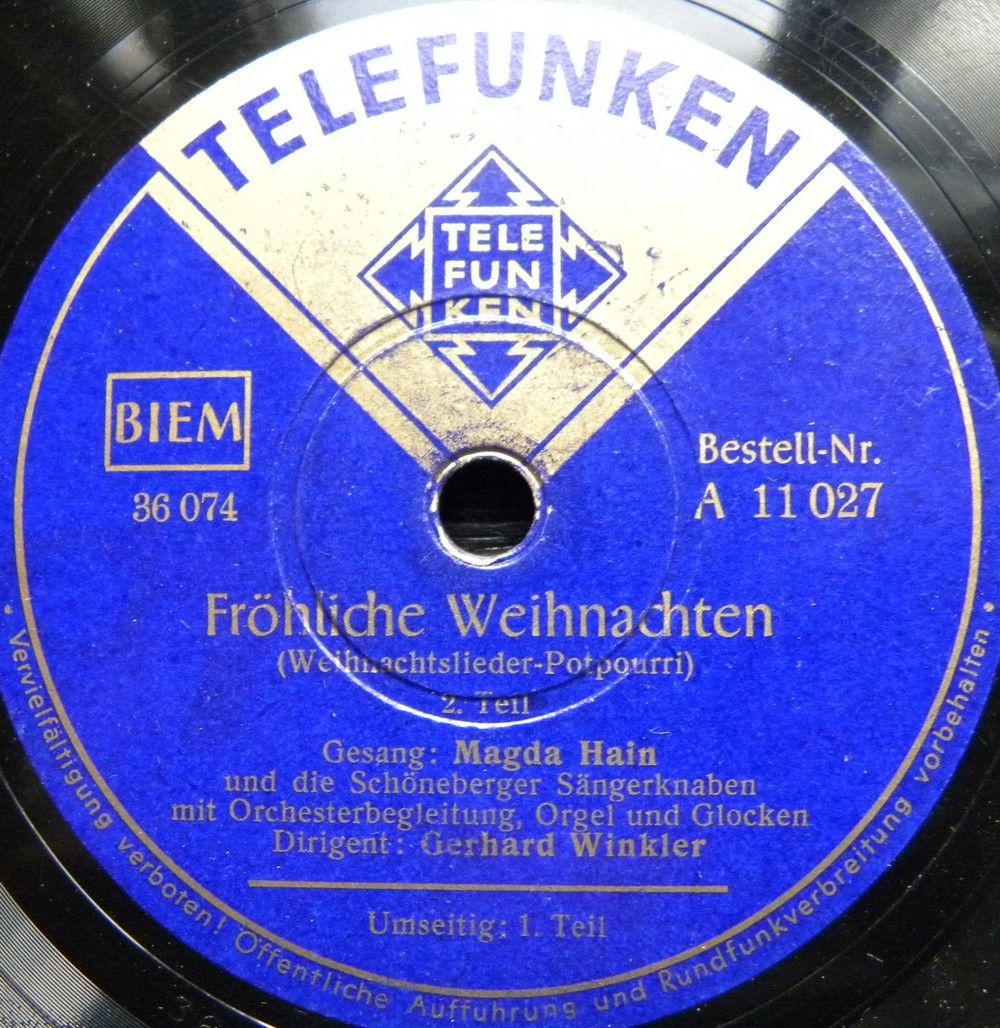 TELEFUNKEN
TELE
FUN
KEN
BIEM
36 074
Bestell-Nr.
A 11 027
Fröhliche Weihnachten
(Weihnachtslieder-Potpourri)
2. Teil
Gesang: Magda Hain
und die Schöneberger Sängerknaben
mit Orchesterbegleitung, Orgel und Glocken
Dirigent: Gerhard Winkler
Umseitig: 1. Teil
• Vervielfältigung verboten! Öffentliche Aufführung und Rundfunkverbreitung vorbehalten •